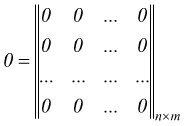 0 = ‖ 0 0 ... 0 ‖
‖ 0 0 ... 0 ‖
‖ ... ... ... ... ‖
‖ 0 0 ... 0 ‖ n×m